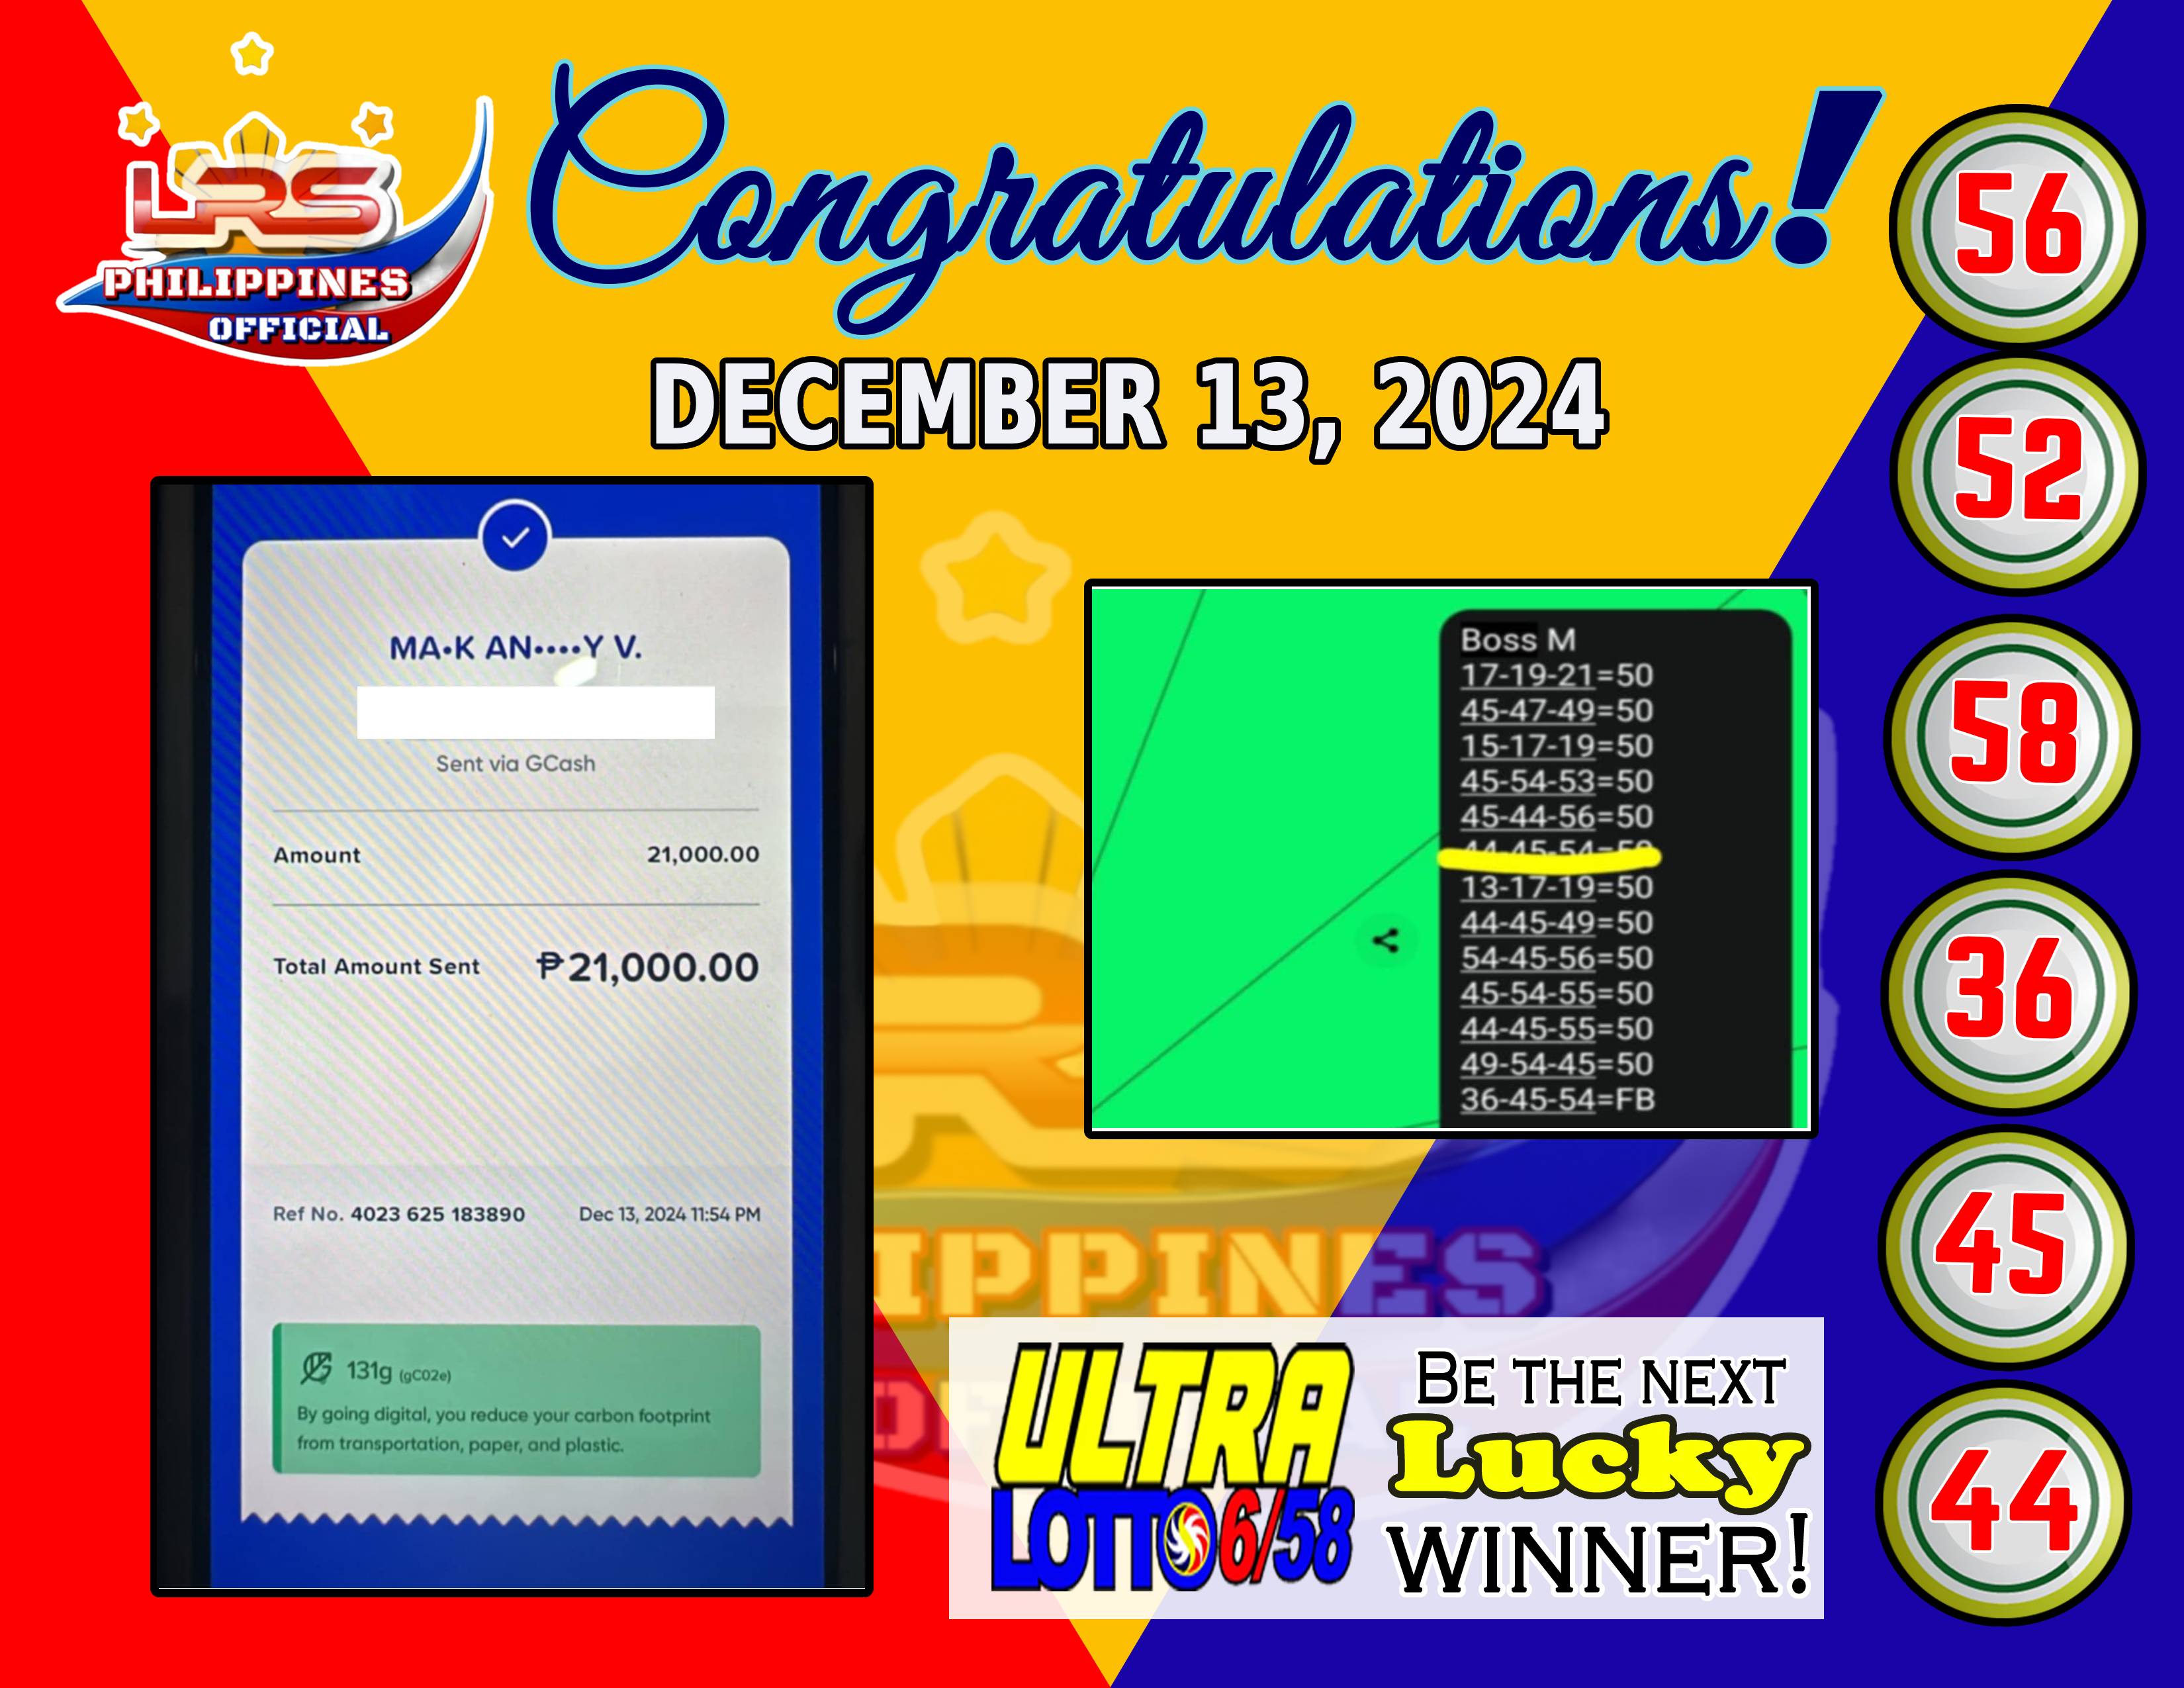 LRS
PHILIPPINES
OFFICIAL
Congratulations!
DECEMBER 13, 2024
MA•K AN••••Y V.
Sent via GCash
Amount 21,000.00
Total Amount Sent ₱21,000.00
Ref No. 4023 625 183890 Dec 13, 2024 11:54 PM
131g (gCO2e)
By going digital, you reduce your carbon footprint
from transportation, paper, and plastic.
Boss M
17-19-21=50
45-47-49=50
15-17-19=50
45-54-53=50
45-44-56=50
44-45-54=50
13-17-19=50
44-45-49=50
54-45-56=50
45-54-55=50
44-45-55=50
49-54-45=50
36-45-54=FB
ULTRA
LOTTO 6/58
BE THE NEXT
Lucky
WINNER!
56
52
58
36
45
44